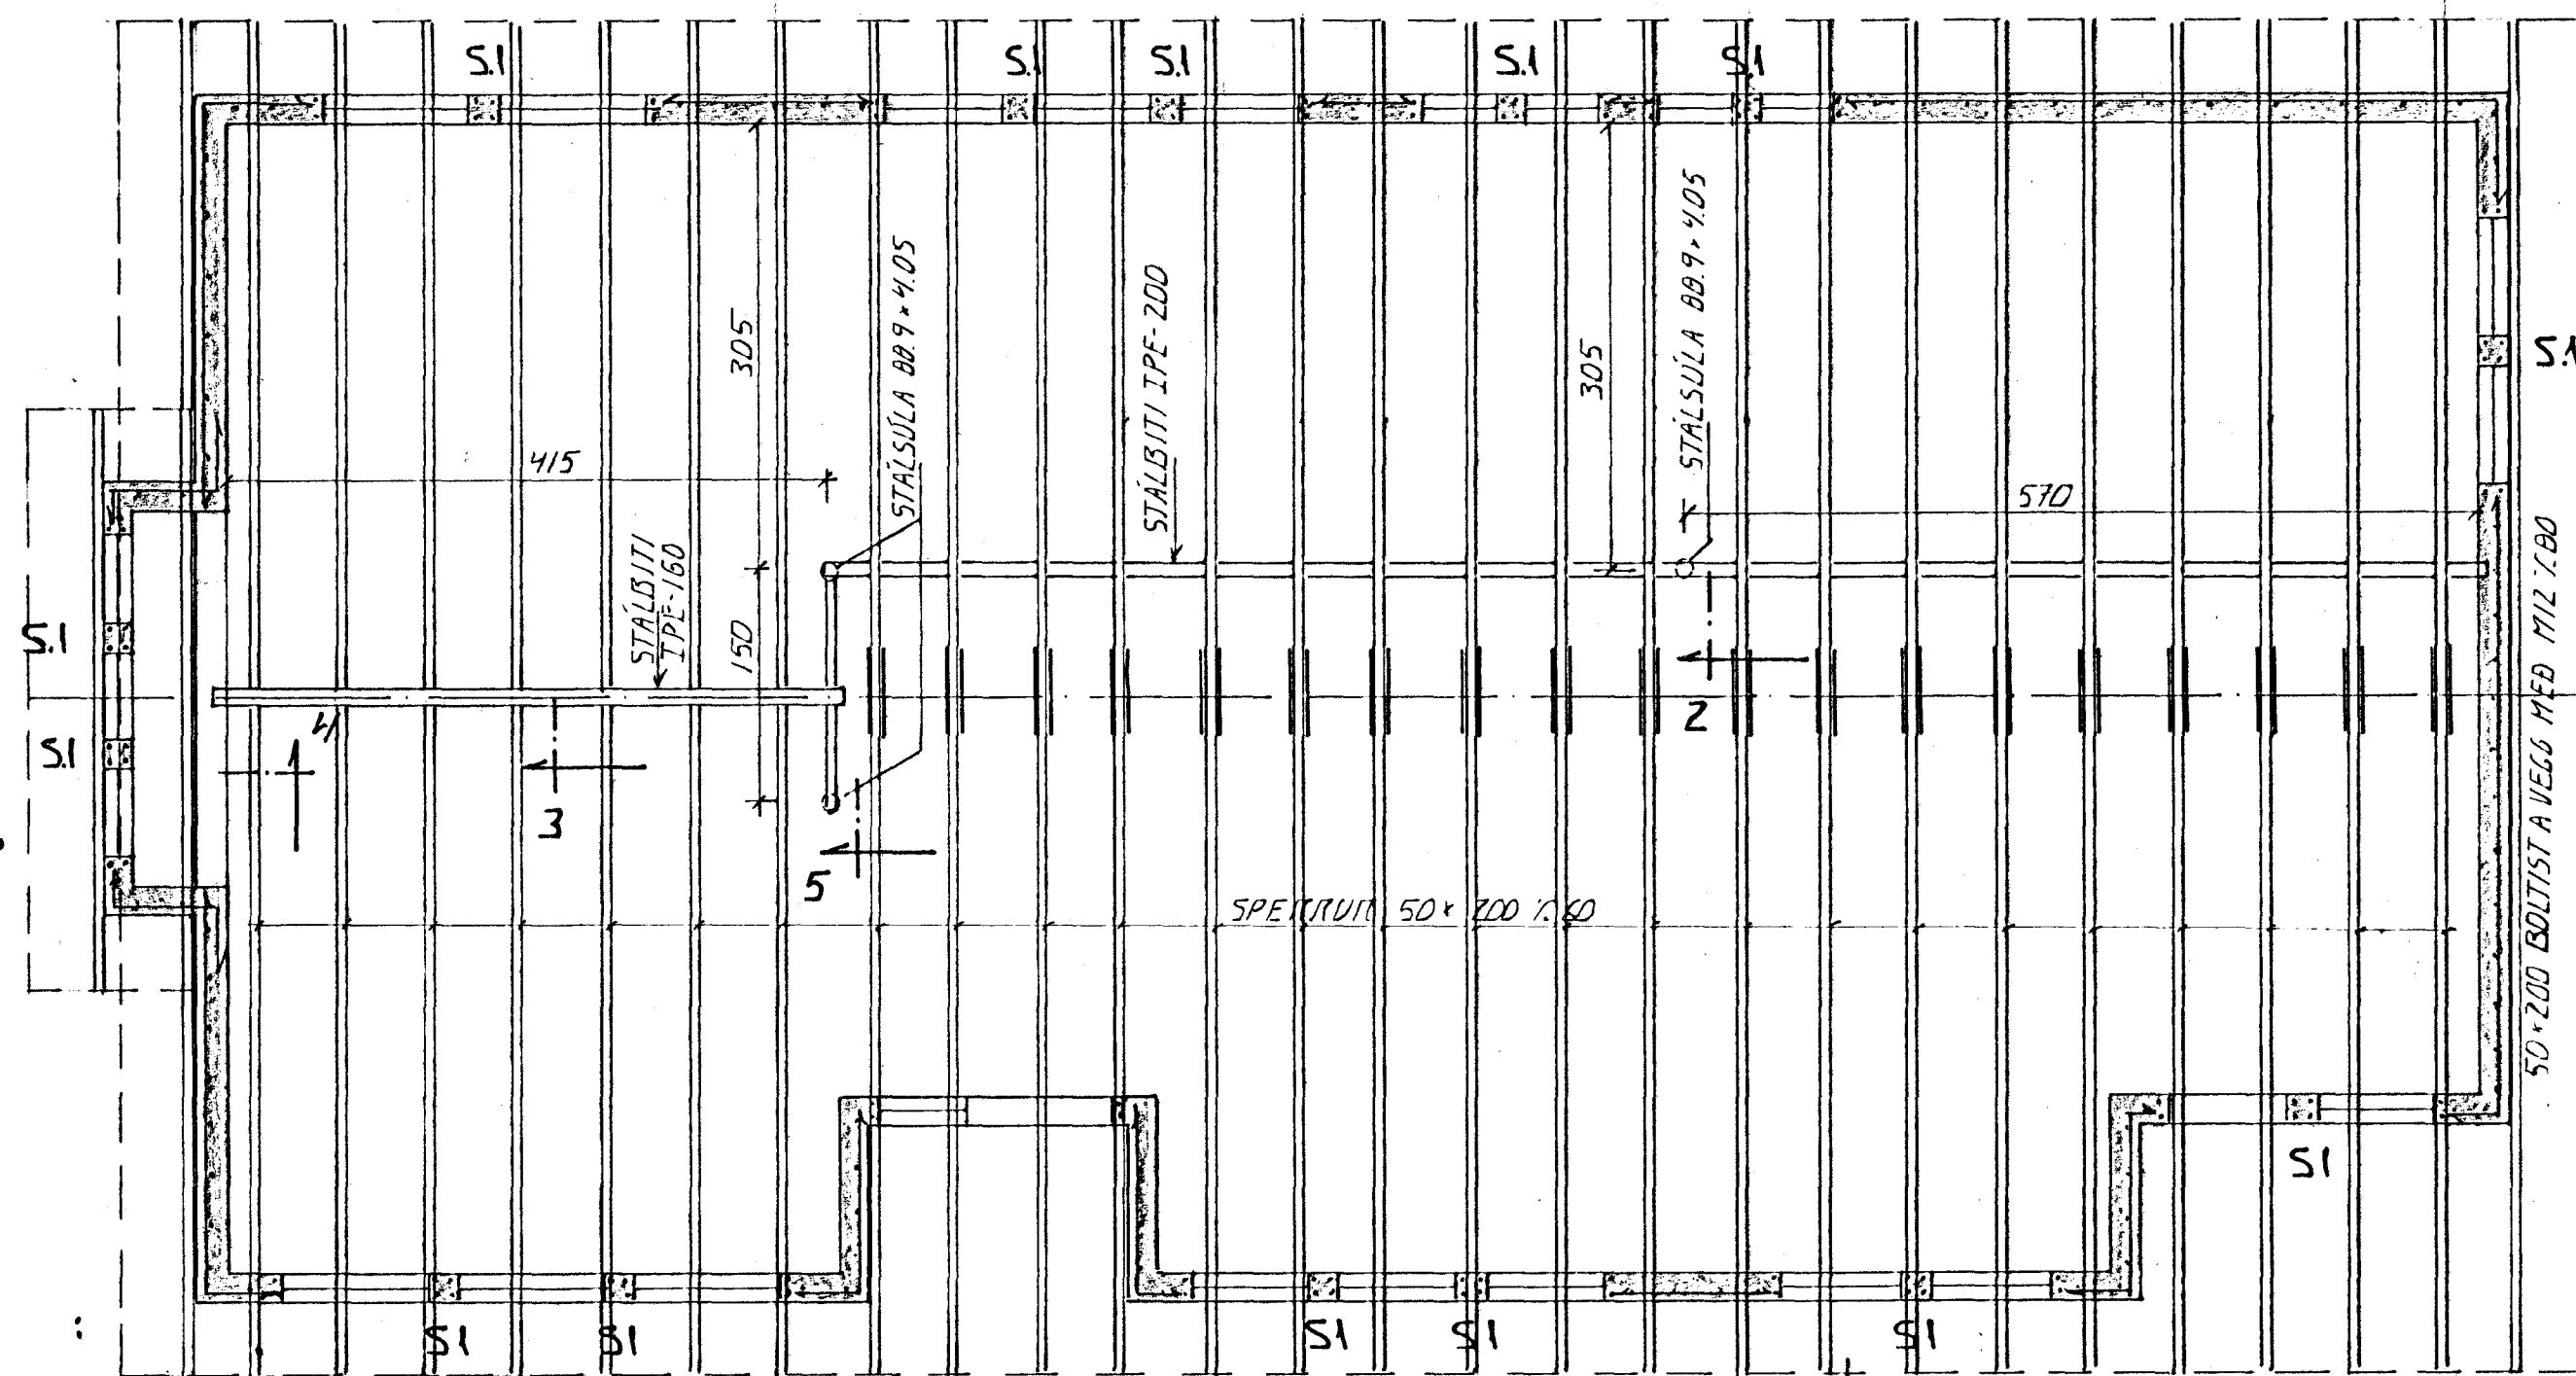 S.1
S.1
S.1
S.1
S.1
305
STÁLSÚLA 88.9×4.05
STÁLBITI IPE-200
305
STÁLSÚLA 88.9×4.05
S.1
415
570
STÁLBITI
IPE-160
150
S.1
S.1
4
3
5
2
SPERRUR 50×200 %60
50×200 BOLTIST A VEGG MEÐ M12 %80
S1
S1
S1
S1
S1
S1